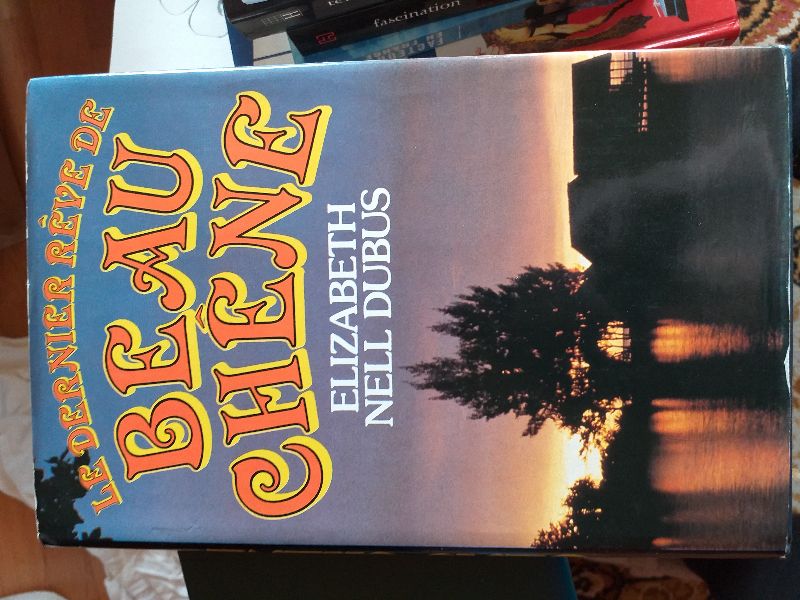 LE DERNIER RÊVE DE
BEAU
CHÊNE
ELIZABETH
NELL DUBUS
fascination